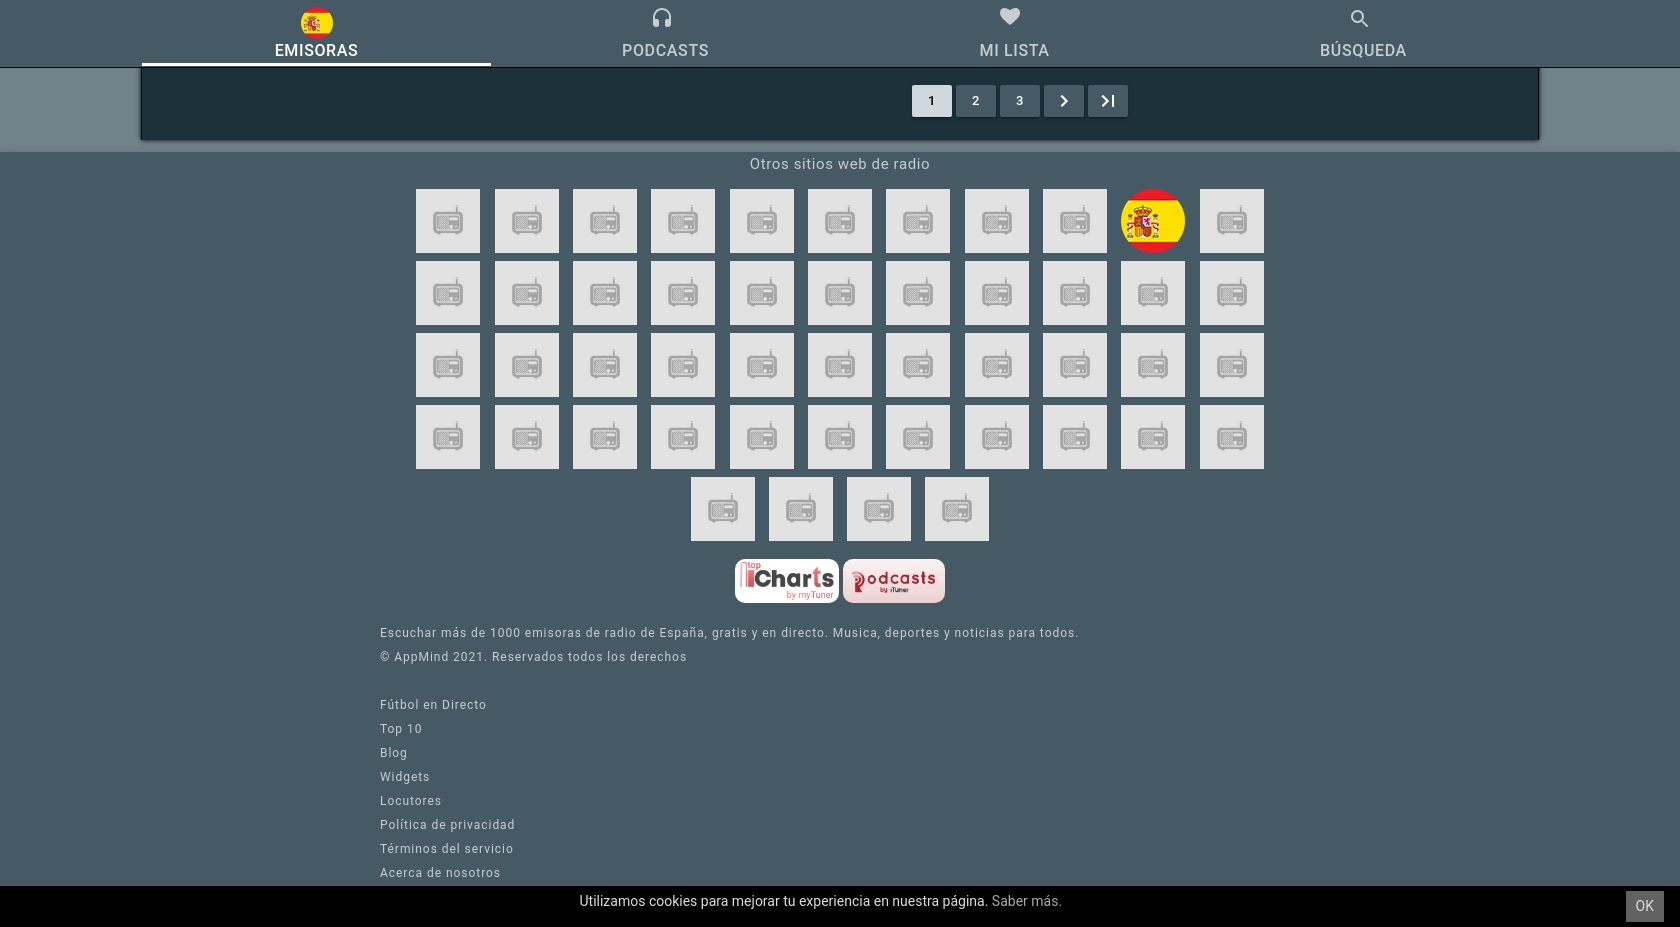 EMISORAS
PODCASTS
MI LISTA
BÚSQUEDA
1 2 3
Otros sitios web de radio
top
iCharts
by myTuner
Podcasts
by myTuner
Escuchar más de 1000 emisoras de radio de España, gratis y en directo. Musica, deportes y noticias para todos.
© AppMind 2021. Reservados todos los derechos
Fútbol en Directo
Top 10
Blog
Widgets
Locutores
Política de privacidad
Términos del servicio
Acerca de nosotros
Utilizamos cookies para mejorar tu experiencia en nuestra página. Saber más.
OK